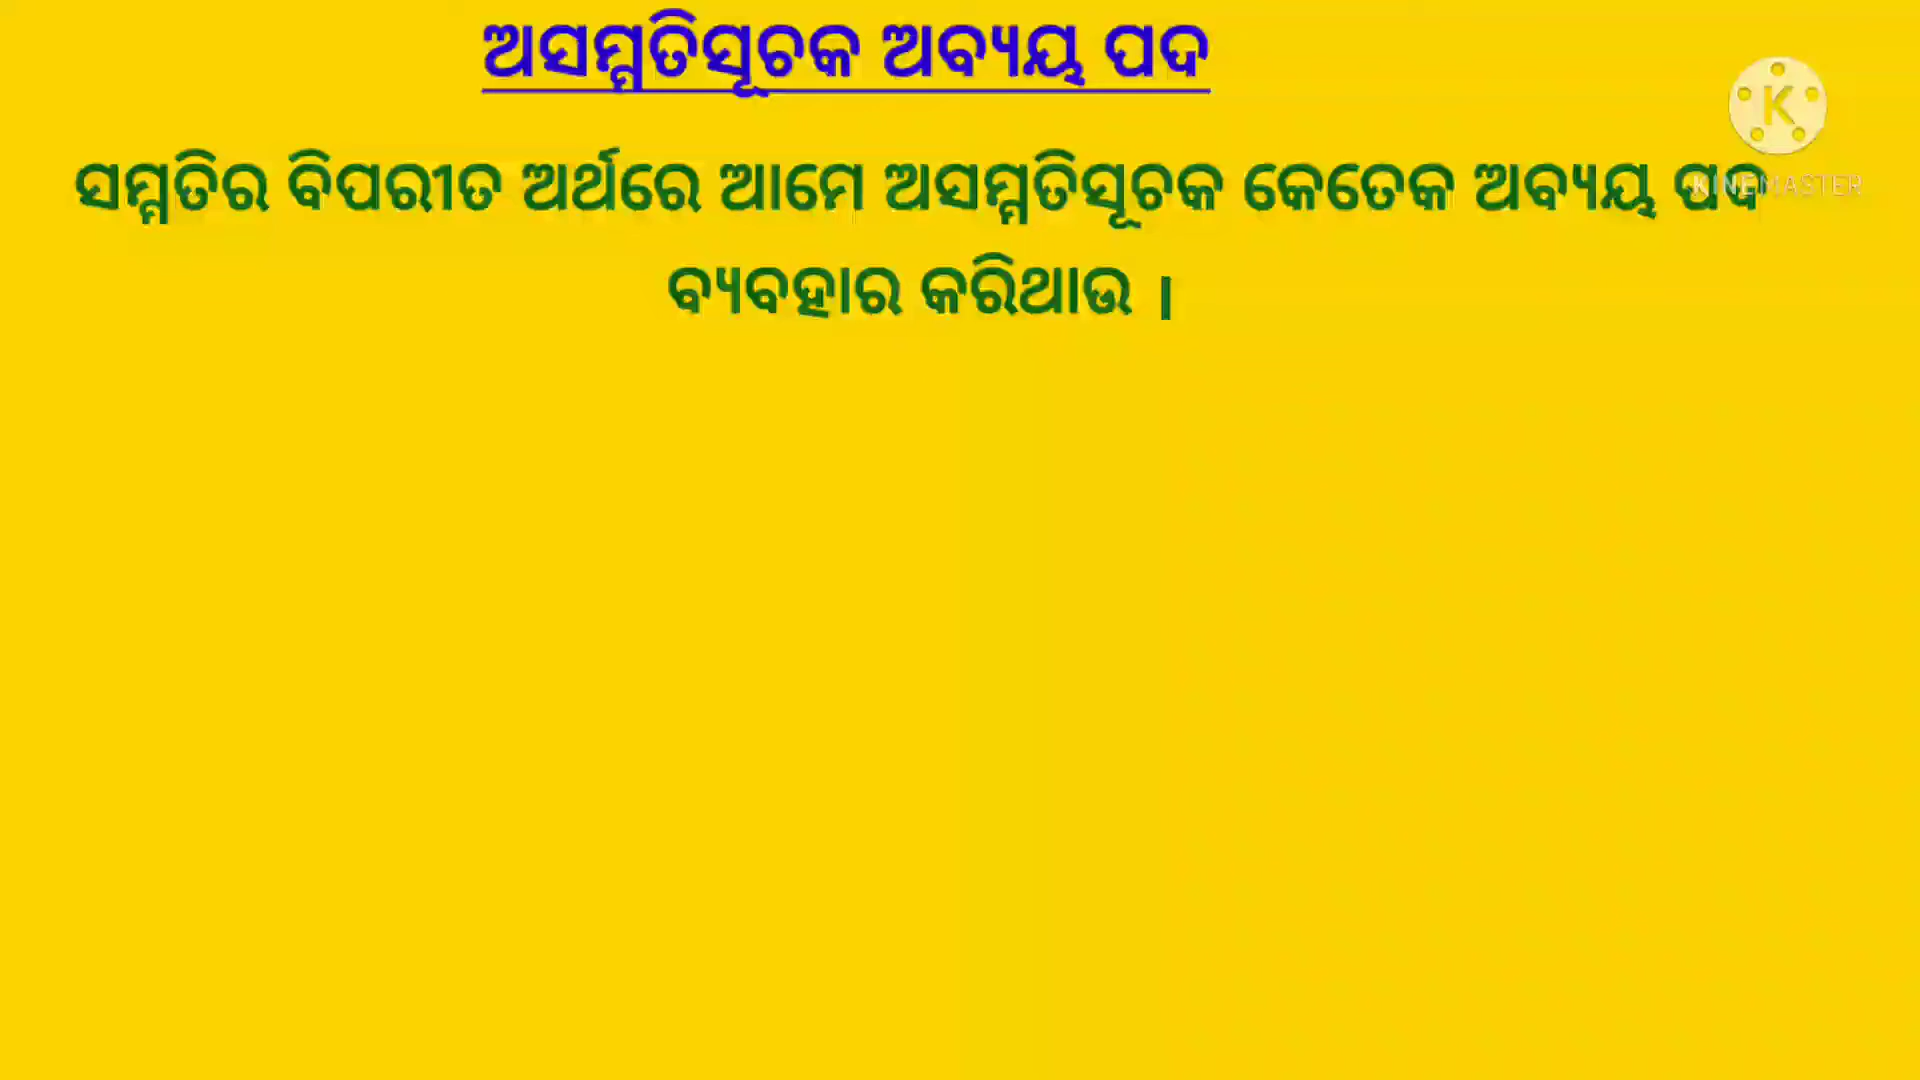 ଅସମ୍ମତିସୂଚକ ଅବ୍ୟୟ ପଦ
K
ସମ୍ମତିର ବିପରୀତ ଅର୍ଥରେ ଆମେ ଅସମ୍ମତିସୂଚକ କେତେକ ଅବ୍ୟୟ ପଦ
KINEMASTER
ବ୍ୟବହାର କରିଥାଉ ।